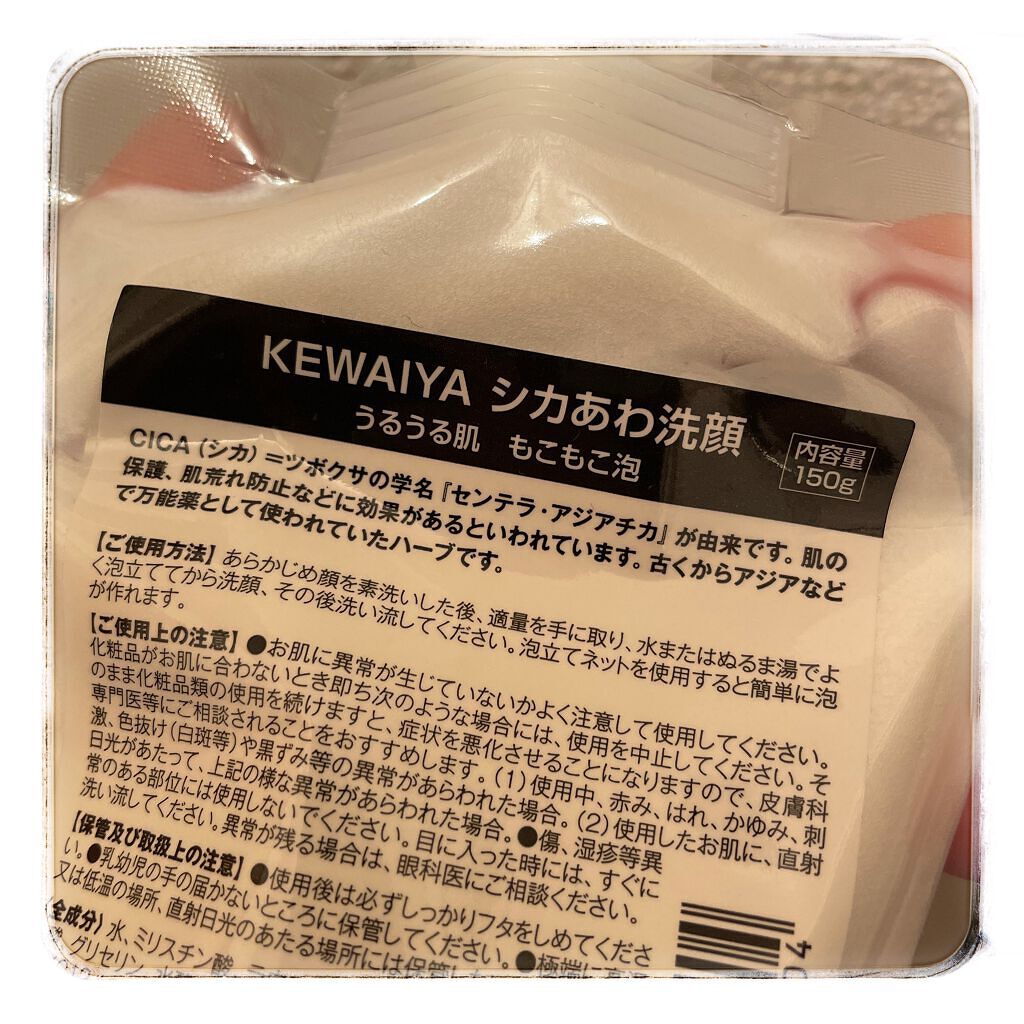 KEWAIYA シカあわ洗顔
うるうる肌 もこもこ泡
内容量
150g
CICA（シカ）＝ツボクサの学名『センテラ・アジアチカ』が由来です。肌の
保護、肌荒れ防止などに効果があるといわれています。古くからアジアなど
で万能薬として使われていたハーブです。
【ご使用方法】あらかじめ顔を素洗いした後、適量を手に取り、水またはぬるま湯でよ
く泡立ててから洗顔、その後洗い流してください。泡立てネットを使用すると簡単に泡
が作れます。
【ご使用上の注意】●お肌に異常が生じていないかよく注意して使用してください。
化粧品がお肌に合わないとき即ち次のような場合には、使用を中止してください。そ
のまま化粧品類の使用を続けますと、症状を悪化させることになりますので、皮膚科
専門医等にご相談されることをおすすめします。（1）使用中、赤み、はれ、かゆみ、刺
激、色抜け（白斑等）や黒ずみ等の異常があらわれた場合。（2）使用したお肌に、直射
日光があたって、上記の様な異常があらわれた場合。●傷、湿疹等異
常のある部位には使用しないでください。目に入った時には、すぐに
洗い流してください。異常が残る場合は、眼科医にご相談ください。
【保管及び取扱上の注意】●使用後は必ずしっかりフタをしめてくださ
い。●乳幼児の手の届かないところに保管してください。●極端に高温
又は低温の場所、直射日光のあたる場所には保管し
全成分）水、ミリスチン酸、
グリセリン、